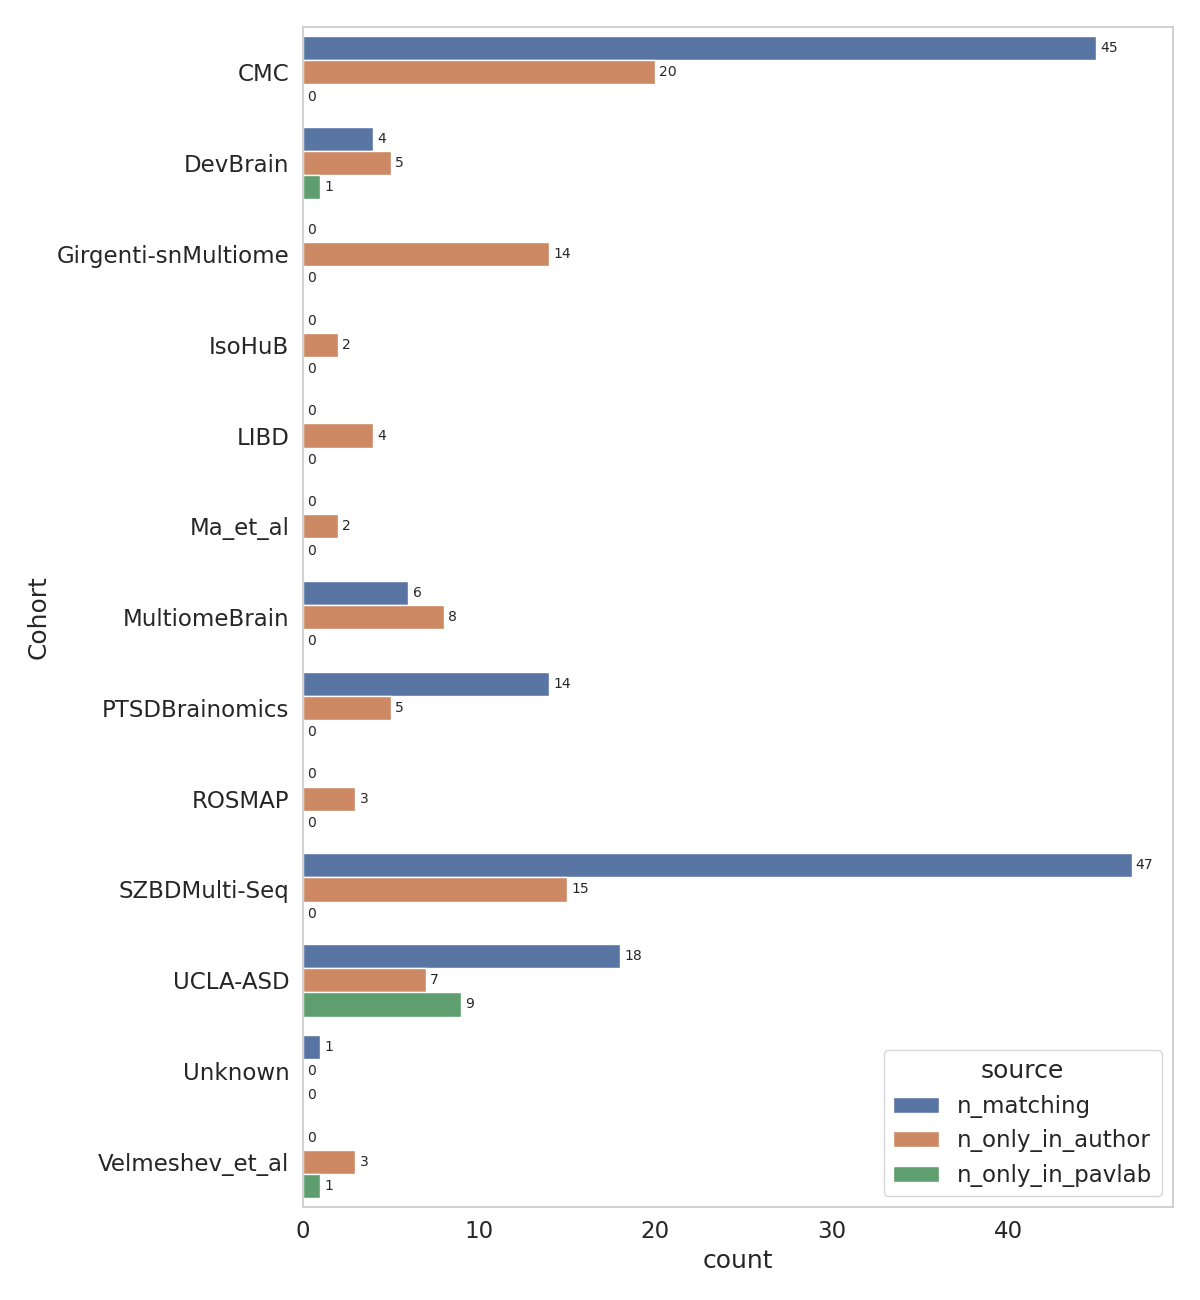 CMC
45
20
0
DevBrain
4
5
1
Girgenti-snMultiome
0
14
0
IsoHuB
0
2
0
LIBD
0
4
0
Ma_et_al
0
2
0
MultiomeBrain
6
8
0
PTSDBrainomics
14
5
0
ROSMAP
0
3
0
SZBDMulti-Seq
47
15
0
UCLA-ASD
18
7
9
Unknown
1
0
0
Velmeshev_et_al
0
3
1
Cohort
source
n_matching
n_only_in_author
n_only_in_pavlab
0 10 20 30 40
count